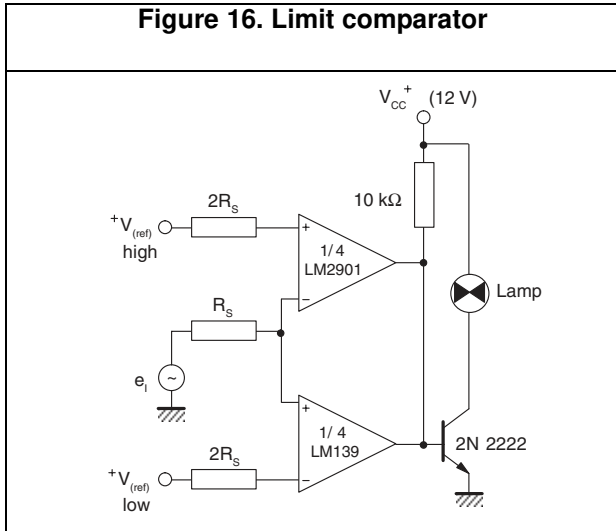 Figure 16. Limit comparator
V_CC^+ (12 V)
2R_S
10 kΩ
+V_(ref)
high
+
1/ 4
LM2901
−
R_S
Lamp
e_I
~
+
1/ 4
LM139
−
2N 2222
2R_S
+V_(ref)
low